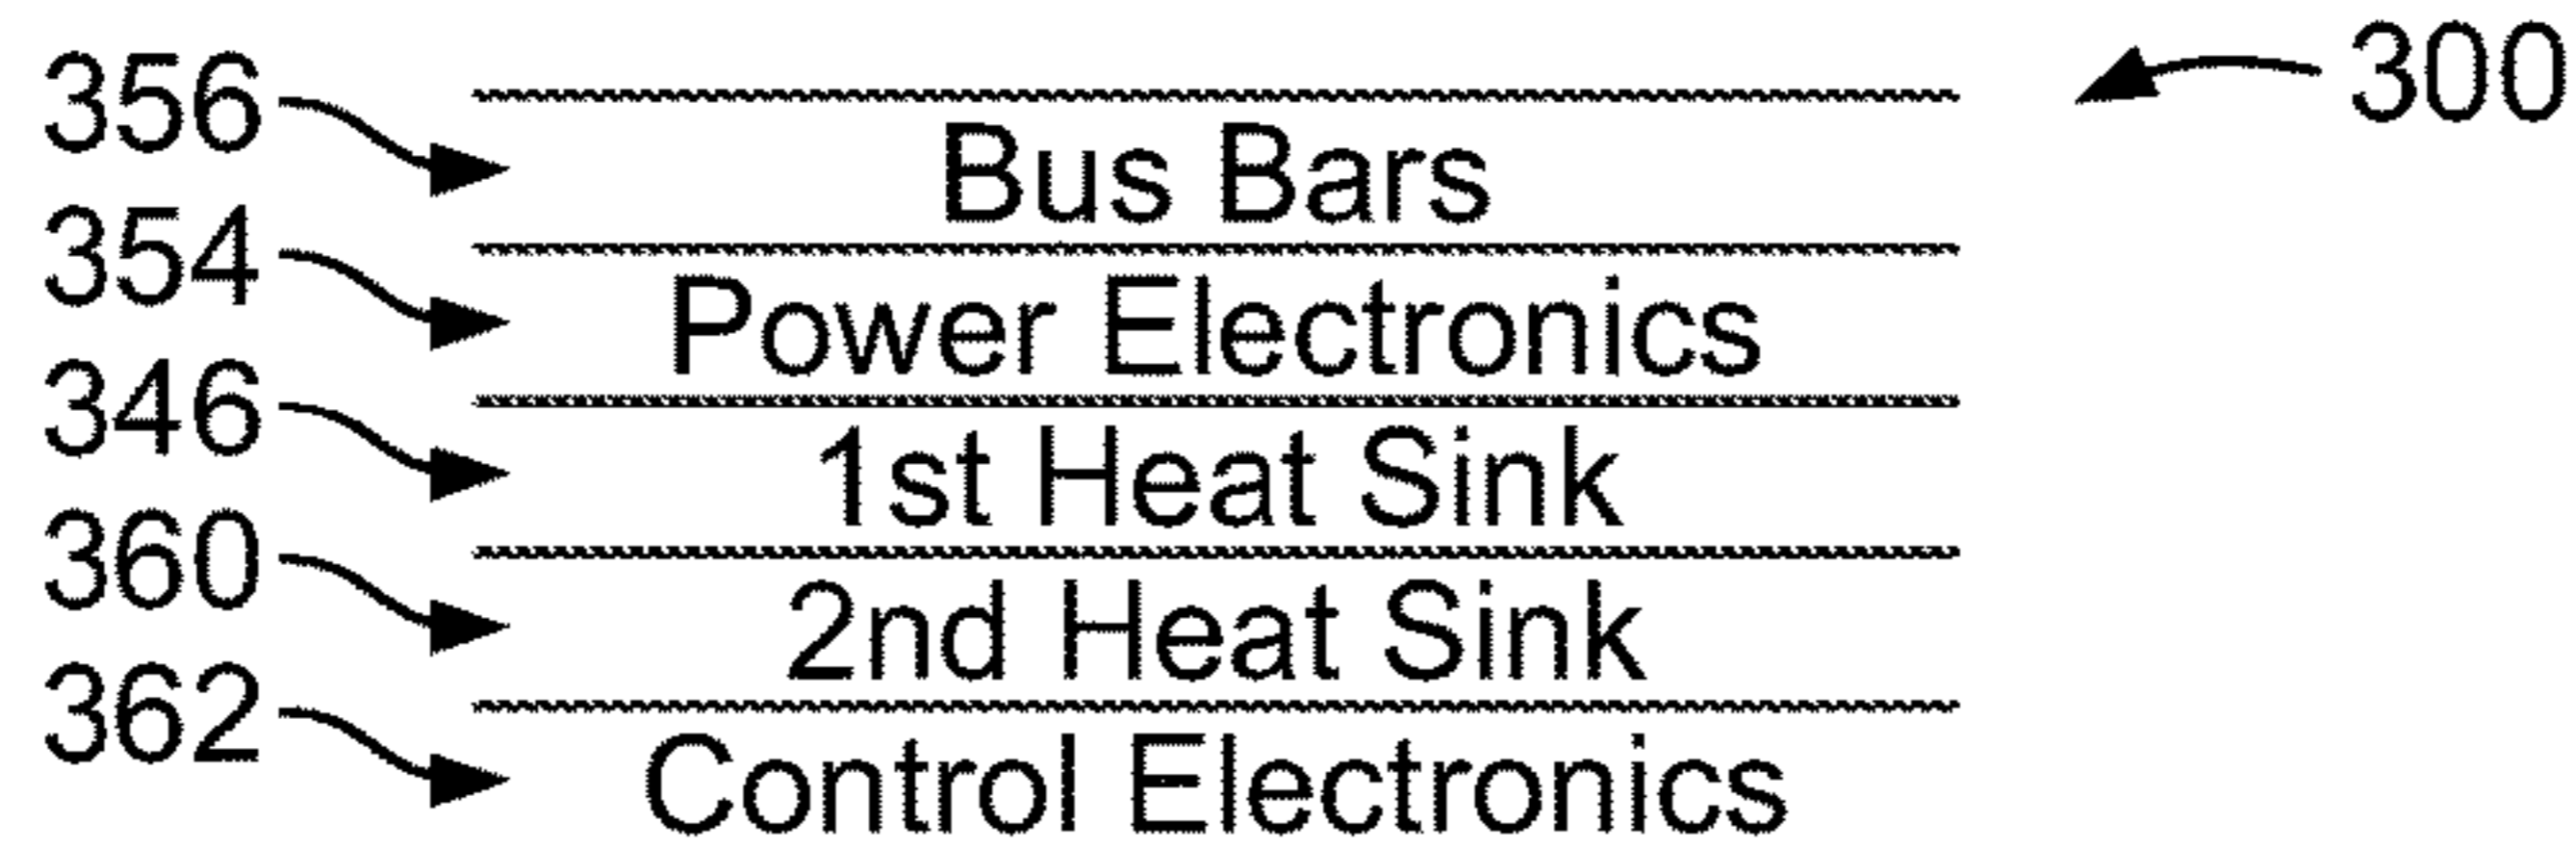 300
356 Bus Bars
354 Power Electronics
346 1st Heat Sink
360 2nd Heat Sink
362 Control Electronics